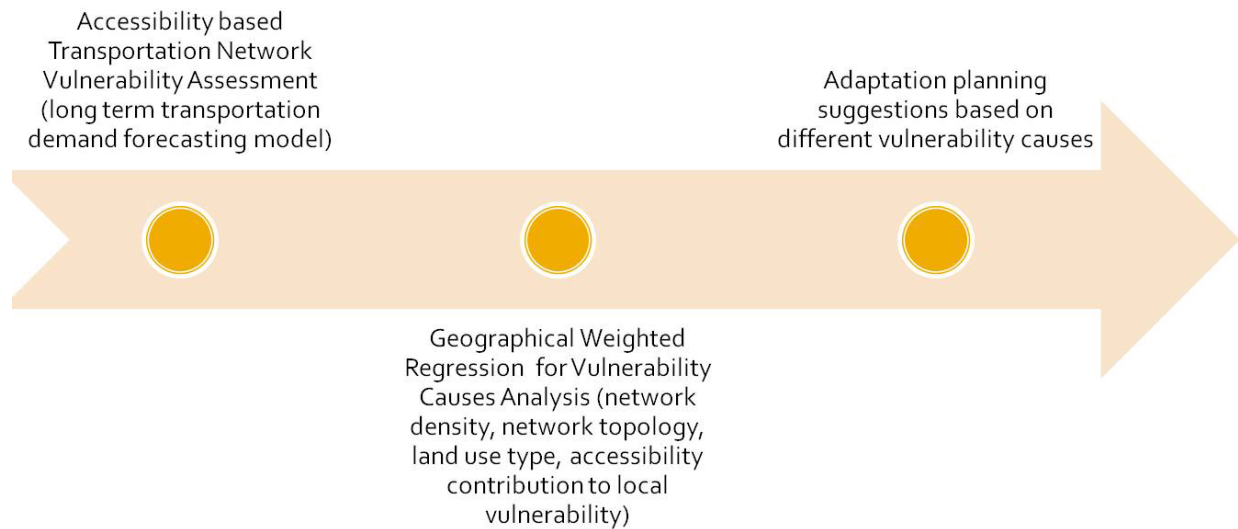 Accessibility based
Transportation Network
Vulnerability Assessment
(long term transportation
demand forecasting model)
Geographical Weighted
Regression for Vulnerability
Causes Analysis (network
density, network topology,
land use type, accessibility
contribution to local
vulnerability)
Adaptation planning
suggestions based on
different vulnerability causes